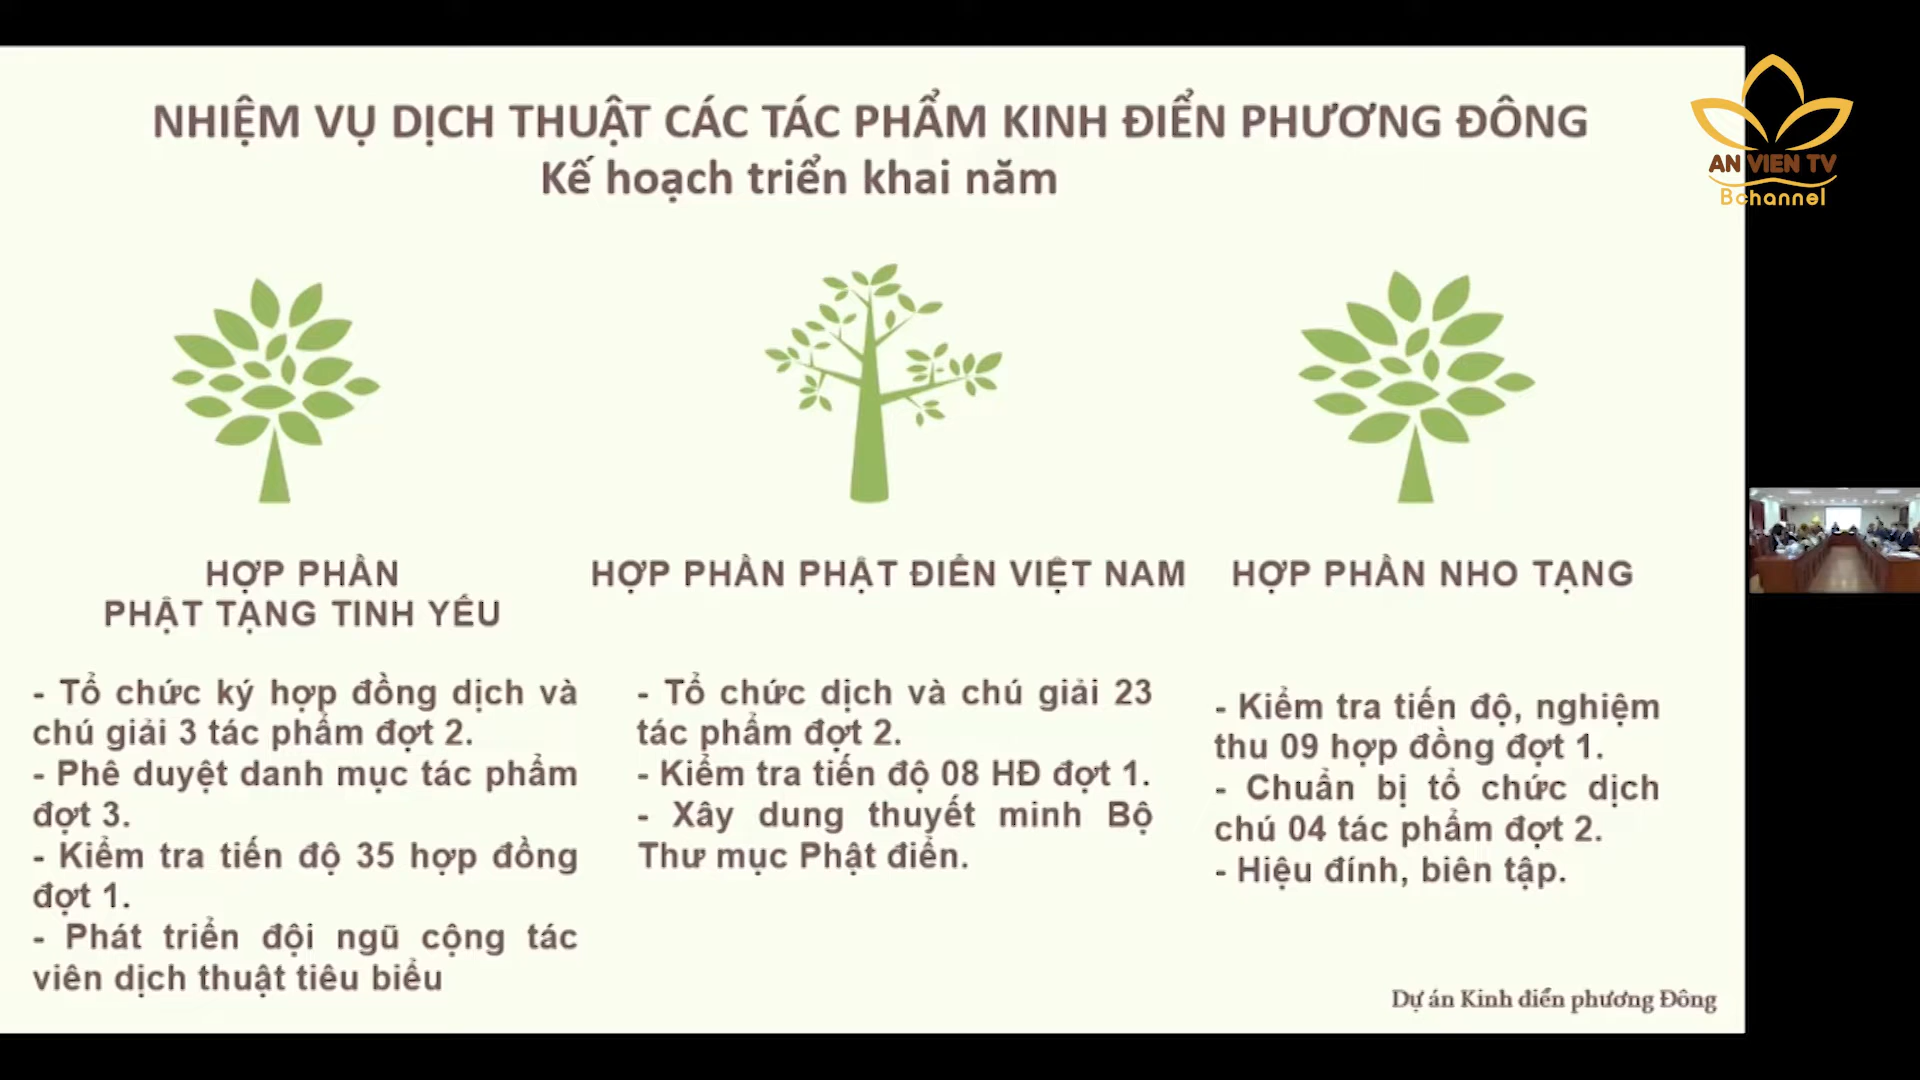 NHIỆM VỤ DỊCH THUẬT CÁC TÁC PHẨM KINH ĐIỂN PHƯƠNG ĐÔNG
Kế hoạch triển khai năm
AN VIEN TV
Bchannel
HỢP PHẦN
PHẬT TẠNG TINH YẾU
- Tổ chức ký hợp đồng dịch và
chú giải 3 tác phẩm đợt 2.
- Phê duyệt danh mục tác phẩm
đợt 3.
- Kiểm tra tiến độ 35 hợp đồng
đợt 1.
- Phát triển đội ngũ cộng tác
viên dịch thuật tiêu biểu
HỢP PHẦN PHẬT ĐIỂN VIỆT NAM
- Tổ chức dịch và chú giải 23
tác phẩm đợt 2.
- Kiểm tra tiến độ 08 HĐ đợt 1.
- Xây dung thuyết minh Bộ
Thư mục Phật điển.
HỢP PHẦN NHO TẠNG
- Kiểm tra tiến độ, nghiệm
thu 09 hợp đồng đợt 1.
- Chuẩn bị tổ chức dịch
chú 04 tác phẩm đợt 2.
- Hiệu đính, biên tập.
Dự án Kinh điển phương Đông